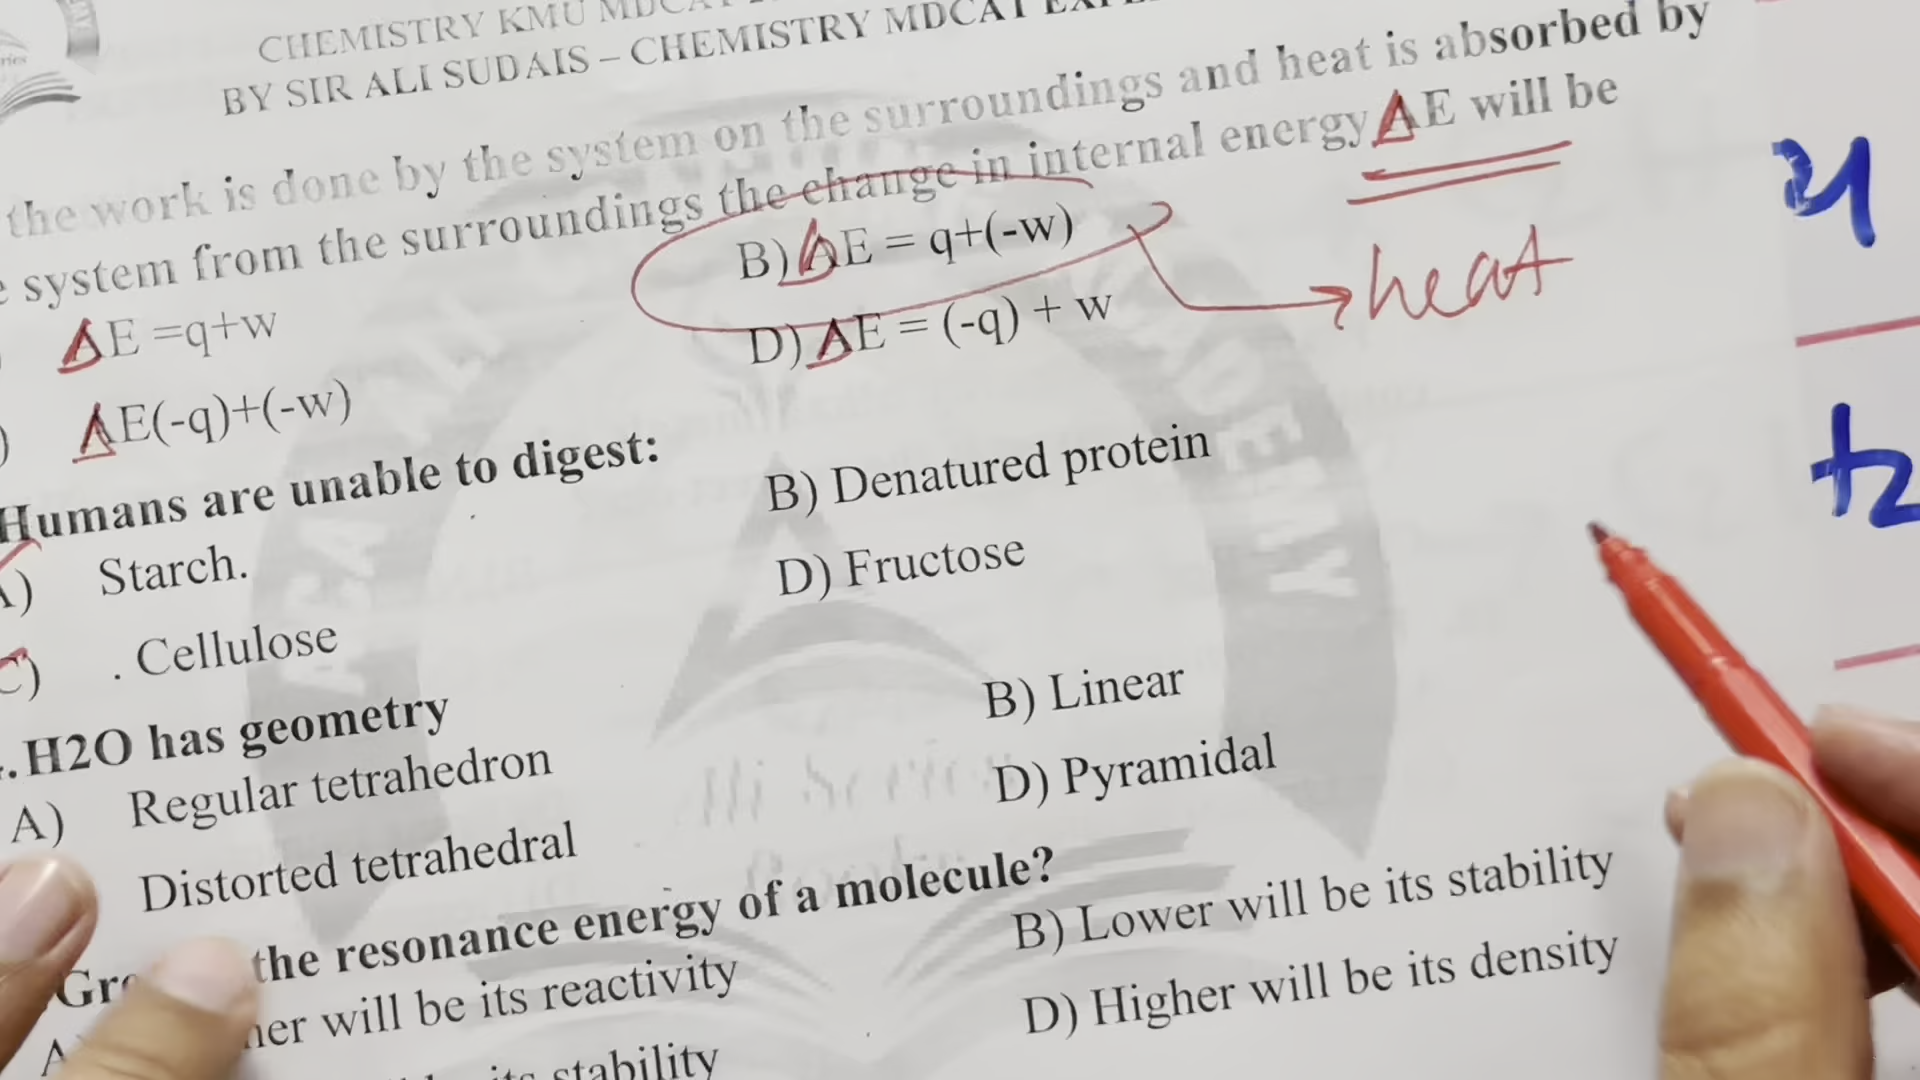 CHEMISTRY KMU MDCAT
BY SIR ALI SUDAIS – CHEMISTRY MDCAT
the work is done by the system on the surroundings and heat is absorbed by
system from the surroundings the change in internal energy ΔE will be
ΔE =q+w
B) ΔE = q+(-w)
heat
ΔE(-q)+(-w)
D) ΔE = (-q) + w
Humans are unable to digest:
Starch.
B) Denatured protein
C) . Cellulose
D) Fructose
. H2O has geometry
A) Regular tetrahedron
B) Linear
Distorted tetrahedral
D) Pyramidal
the resonance energy of a molecule?
A will be its reactivity
B) Lower will be its stability
its stability
D) Higher will be its density